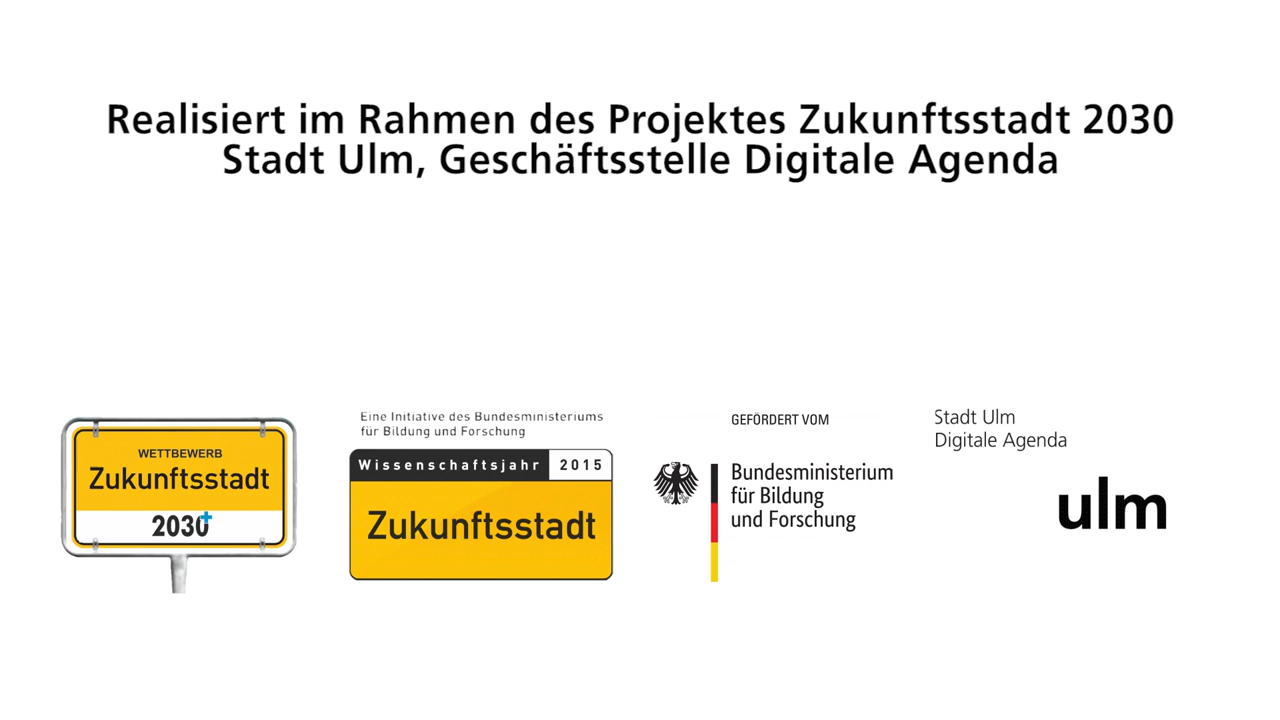 Realisiert im Rahmen des Projektes Zukunftsstadt 2030
Stadt Ulm, Geschäftsstelle Digitale Agenda
WETTBEWERB
Zukunftsstadt
2030+
Eine Initiative des Bundesministeriums
für Bildung und Forschung
Wissenschaftsjahr 2015
Zukunftsstadt
GEFÖRDERT VOM
Bundesministerium
für Bildung
und Forschung
Stadt Ulm
Digitale Agenda
ulm